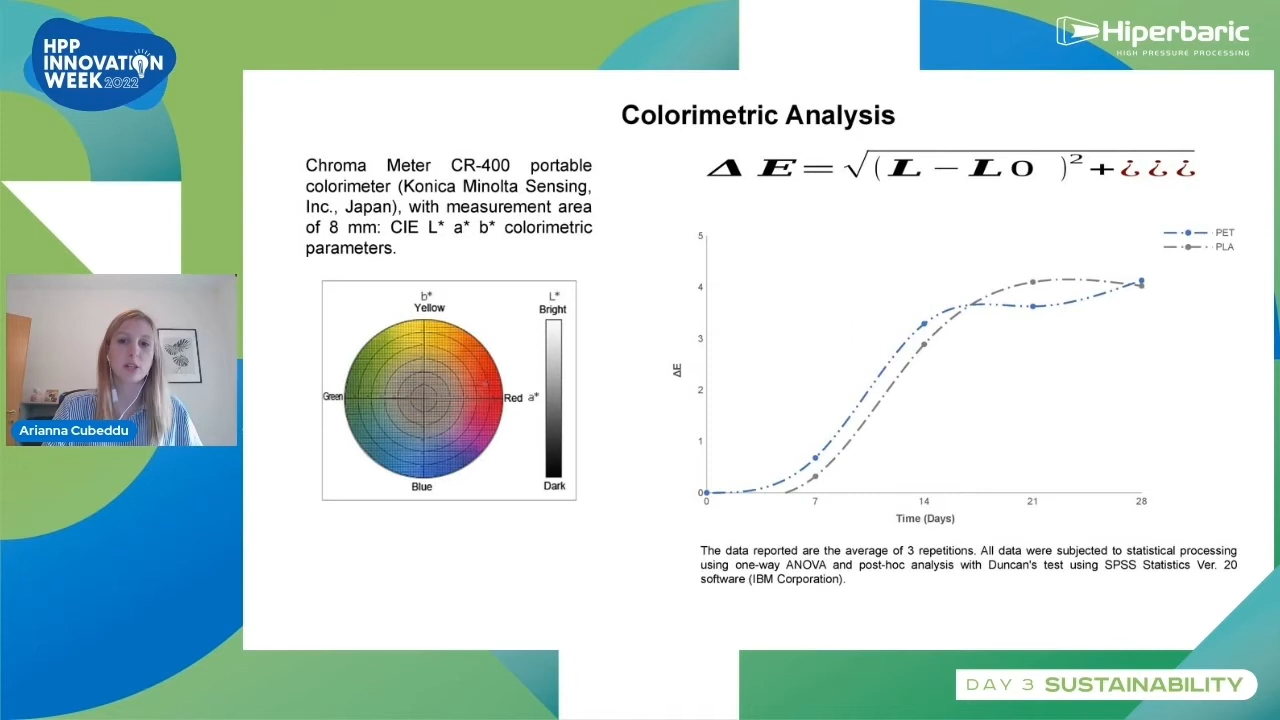 HPP
INNOVATION
WEEK 2022
Hiperbaric
HIGH PRESSURE PROCESSING
Colorimetric Analysis
Chroma Meter CR-400 portable
colorimeter (Konica Minolta Sensing,
Inc., Japan), with measurement area
of 8 mm: CIE L* a* b* colorimetric
parameters.
Δ E = √(L − L0 )² + ¿ ¿ ¿
b*
Yellow
L*
Bright
Green
Red a*
Blue
Dark
PET
PLA
5
4
3
2
1
0
ΔE
0 7 14 21 28
Time (Days)
The data reported are the average of 3 repetitions. All data were subjected to statistical processing
using one-way ANOVA and post-hoc analysis with Duncan's test using SPSS Statistics Ver. 20
software (IBM Corporation).
Arianna Cubeddu
DAY 3 SUSTAINABILITY